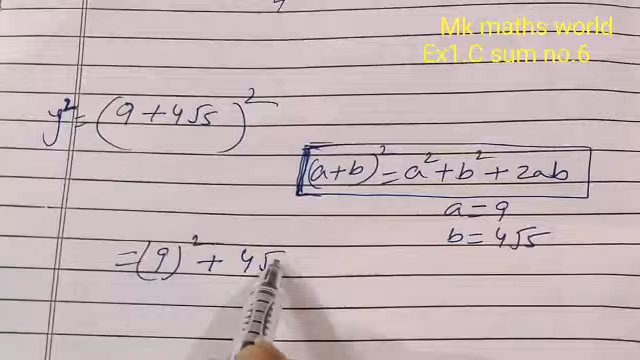 Mk maths world
Ex1.C sum no.6
y² = (9 + 4√5)²
(a+b)² = a² + b² + 2ab
a = 9
b = 4√5
= (9)² + 4√